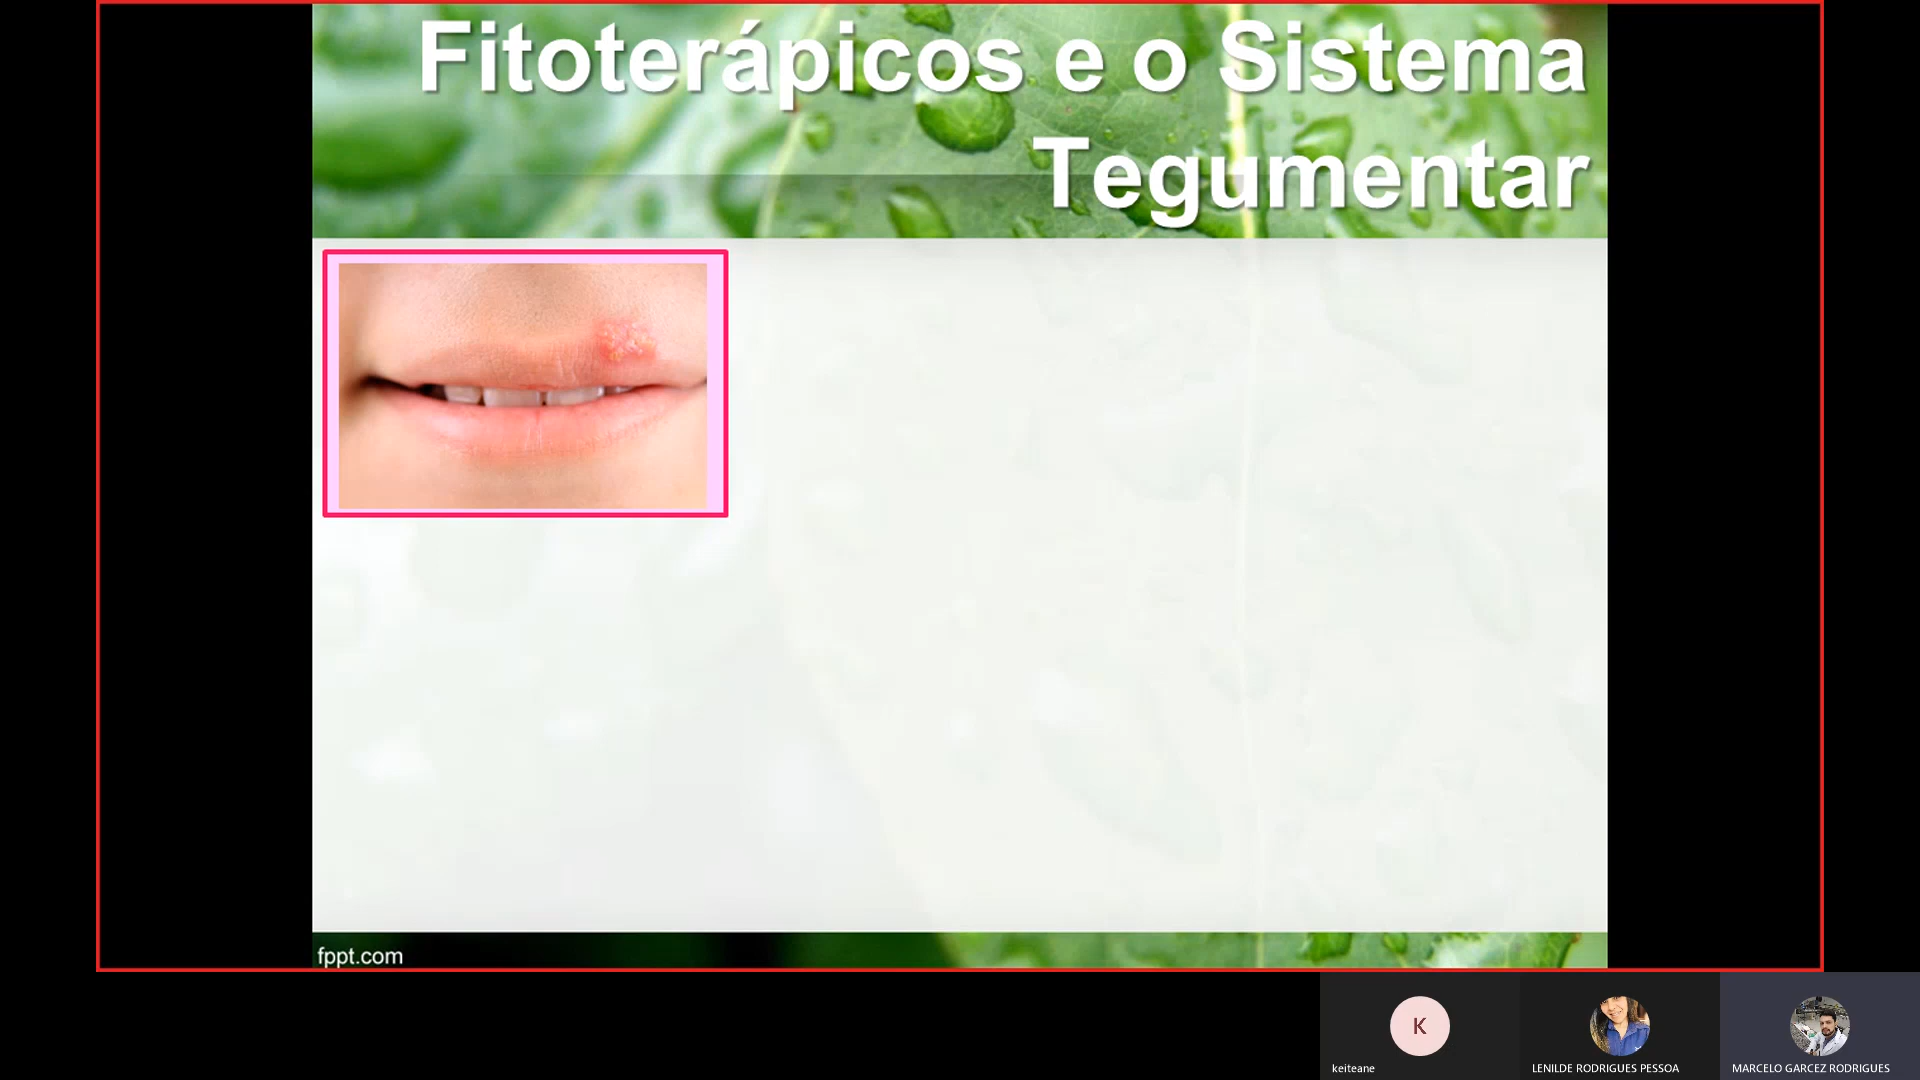 Fitoterápicos e o Sistema
Tegumentar
fppt.com
K
keiteane
LENILDE RODRIGUES PESSOA
MARCELO GARCEZ RODRIGUES